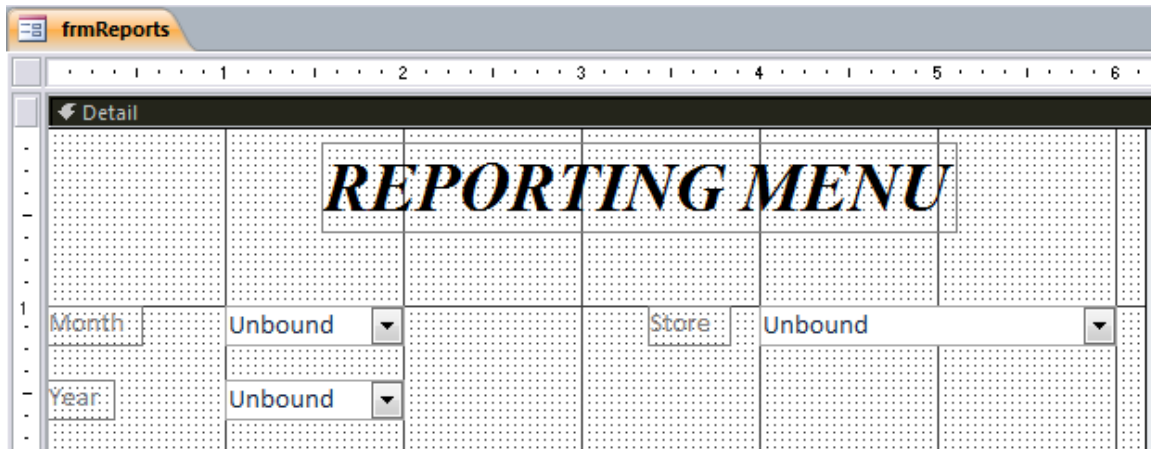 frmReports
1 2 3 4 5 6
Detail
REPORTING MENU
1
Month Unbound Store Unbound
Year Unbound